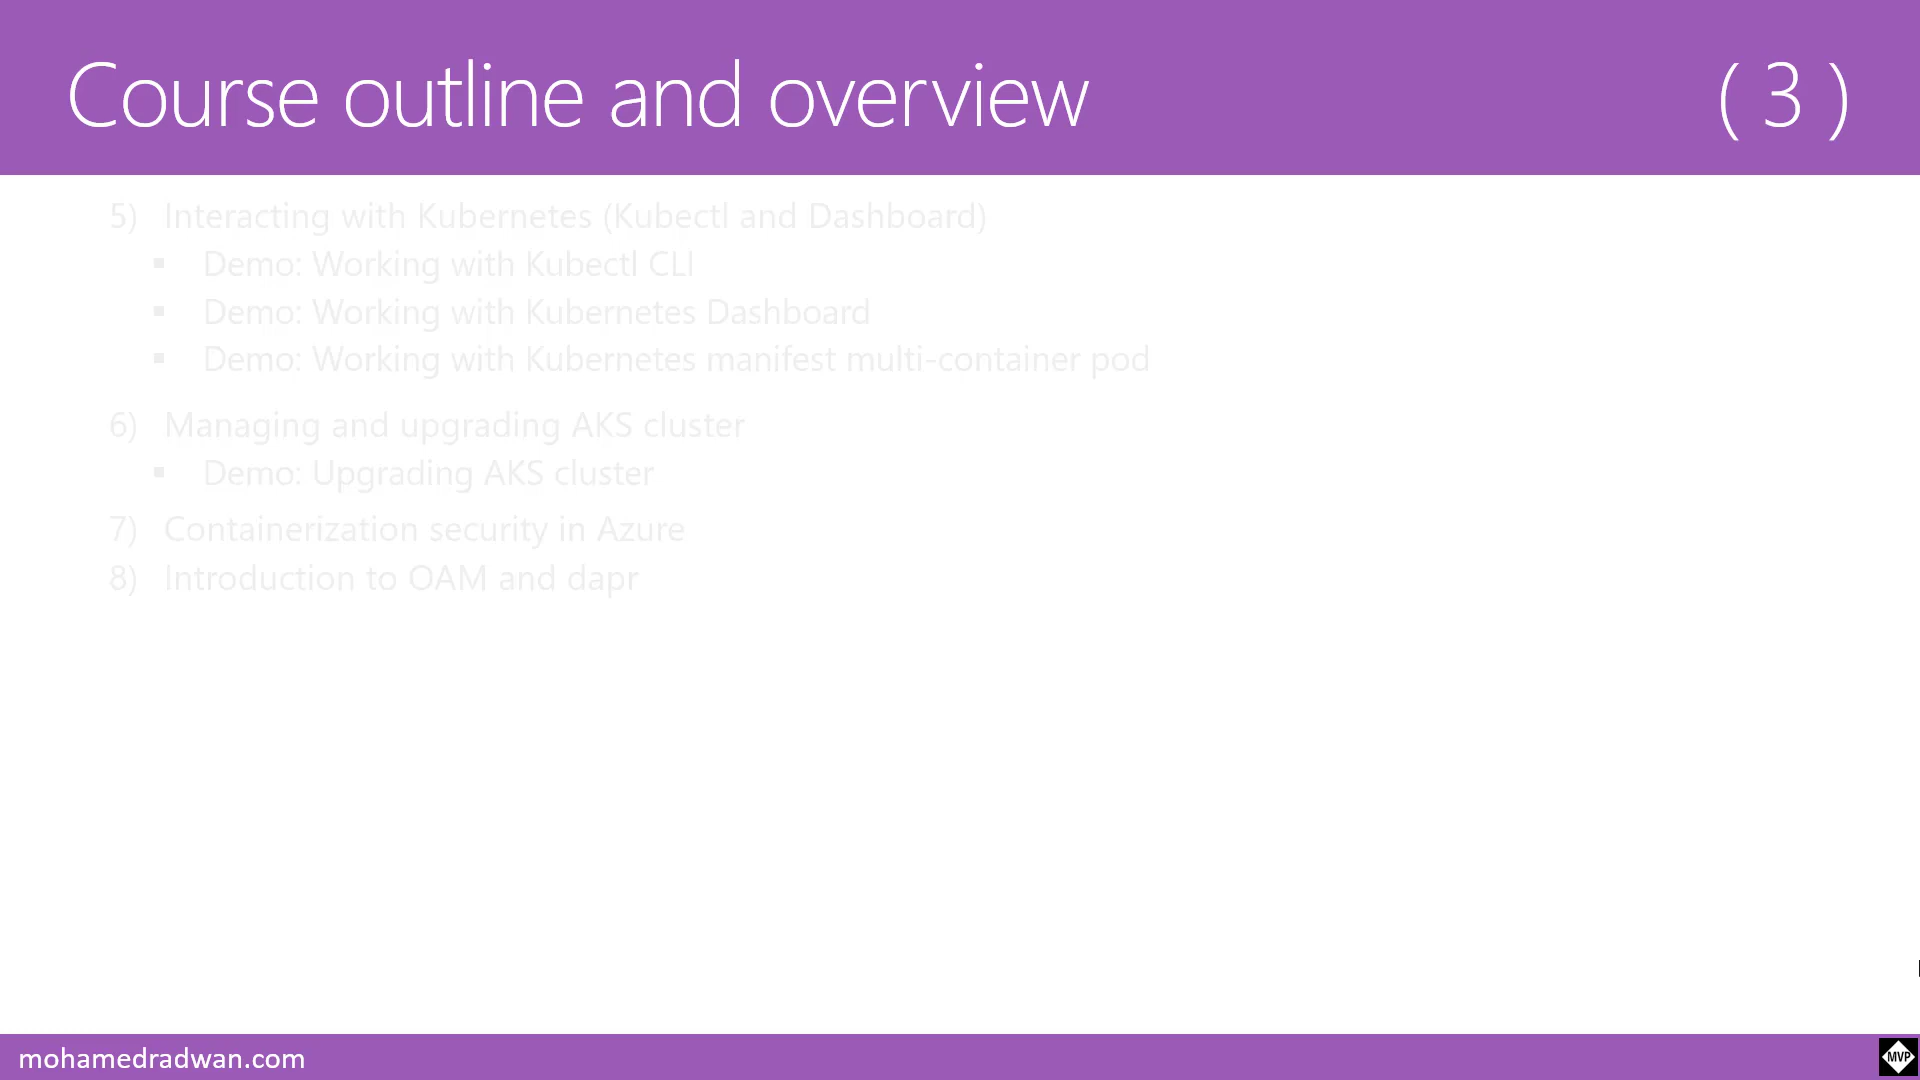 Course outline and overview ( 3 )
5) Interacting with Kubernetes (Kubectl and Dashboard)
▪ Demo: Working with Kubectl CLI
▪ Demo: Working with Kubernetes Dashboard
▪ Demo: Working with Kubernetes manifest multi-container pod
6) Managing and upgrading AKS cluster
▪ Demo: Upgrading AKS cluster
7) Containerization security in Azure
8) Introduction to OAM and dapr
mohamedradwan.com
MVP